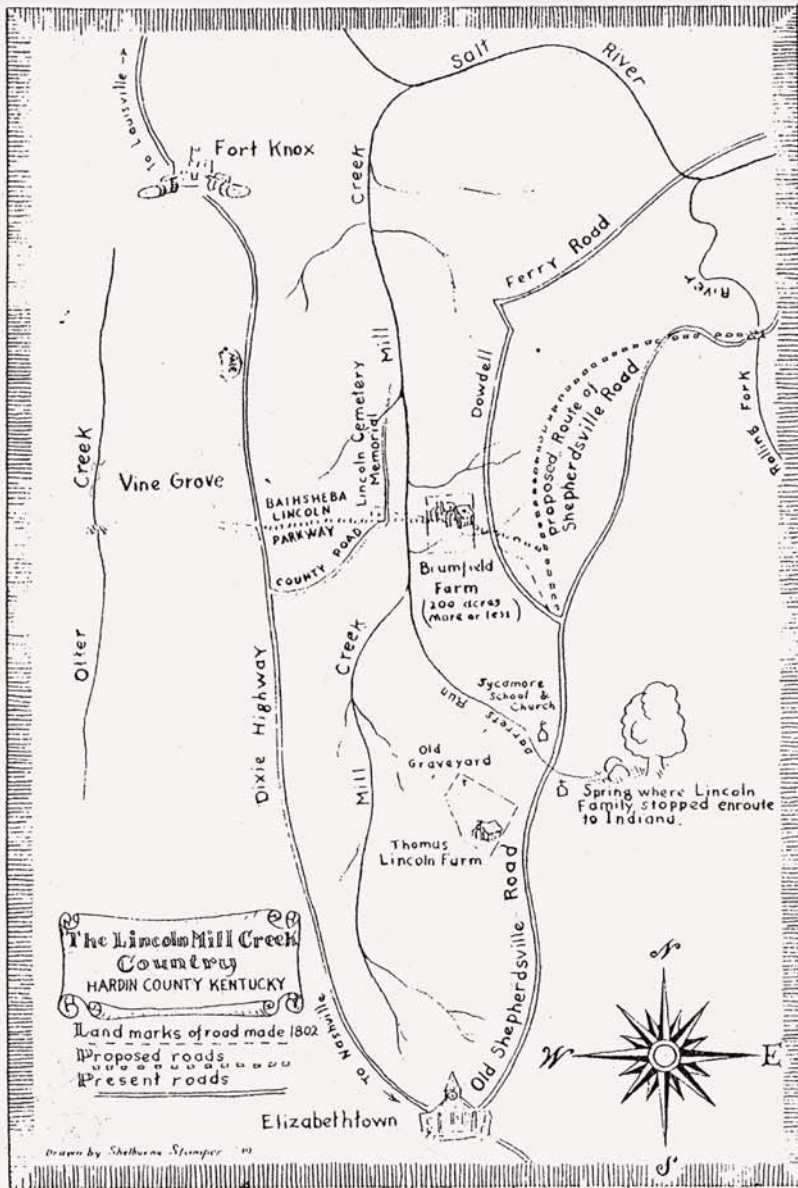 to Louisville →
Salt River
Fort Knox
Creek
Ferry Road
River
Dowdell
Mill
Lincoln Cemetery
Memorial
Proposed Route of
Shepherdsville Road
Rolling Fork
Creek
Vine Grove
BATHSHEBA
LINCOLN
PARKWAY
COUNTY ROAD
Brumfield
Farm
(200 acres
more or less)
Otter
Creek
Sycamore
School &
Church
Run
Old
Graveyard
Dixie Highway
Mill
Spring where Lincoln
Family stopped enroute
to Indiana.
Thomas
Lincoln Farm
Old Shepherdsville Road
The Lincoln Mill Creek
Country
HARDIN COUNTY KENTUCKY
Land marks of road made 1802
Proposed roads
Present roads
TO Nashville
Elizabethtown
N
W
E
S
Drawn by Shelburne